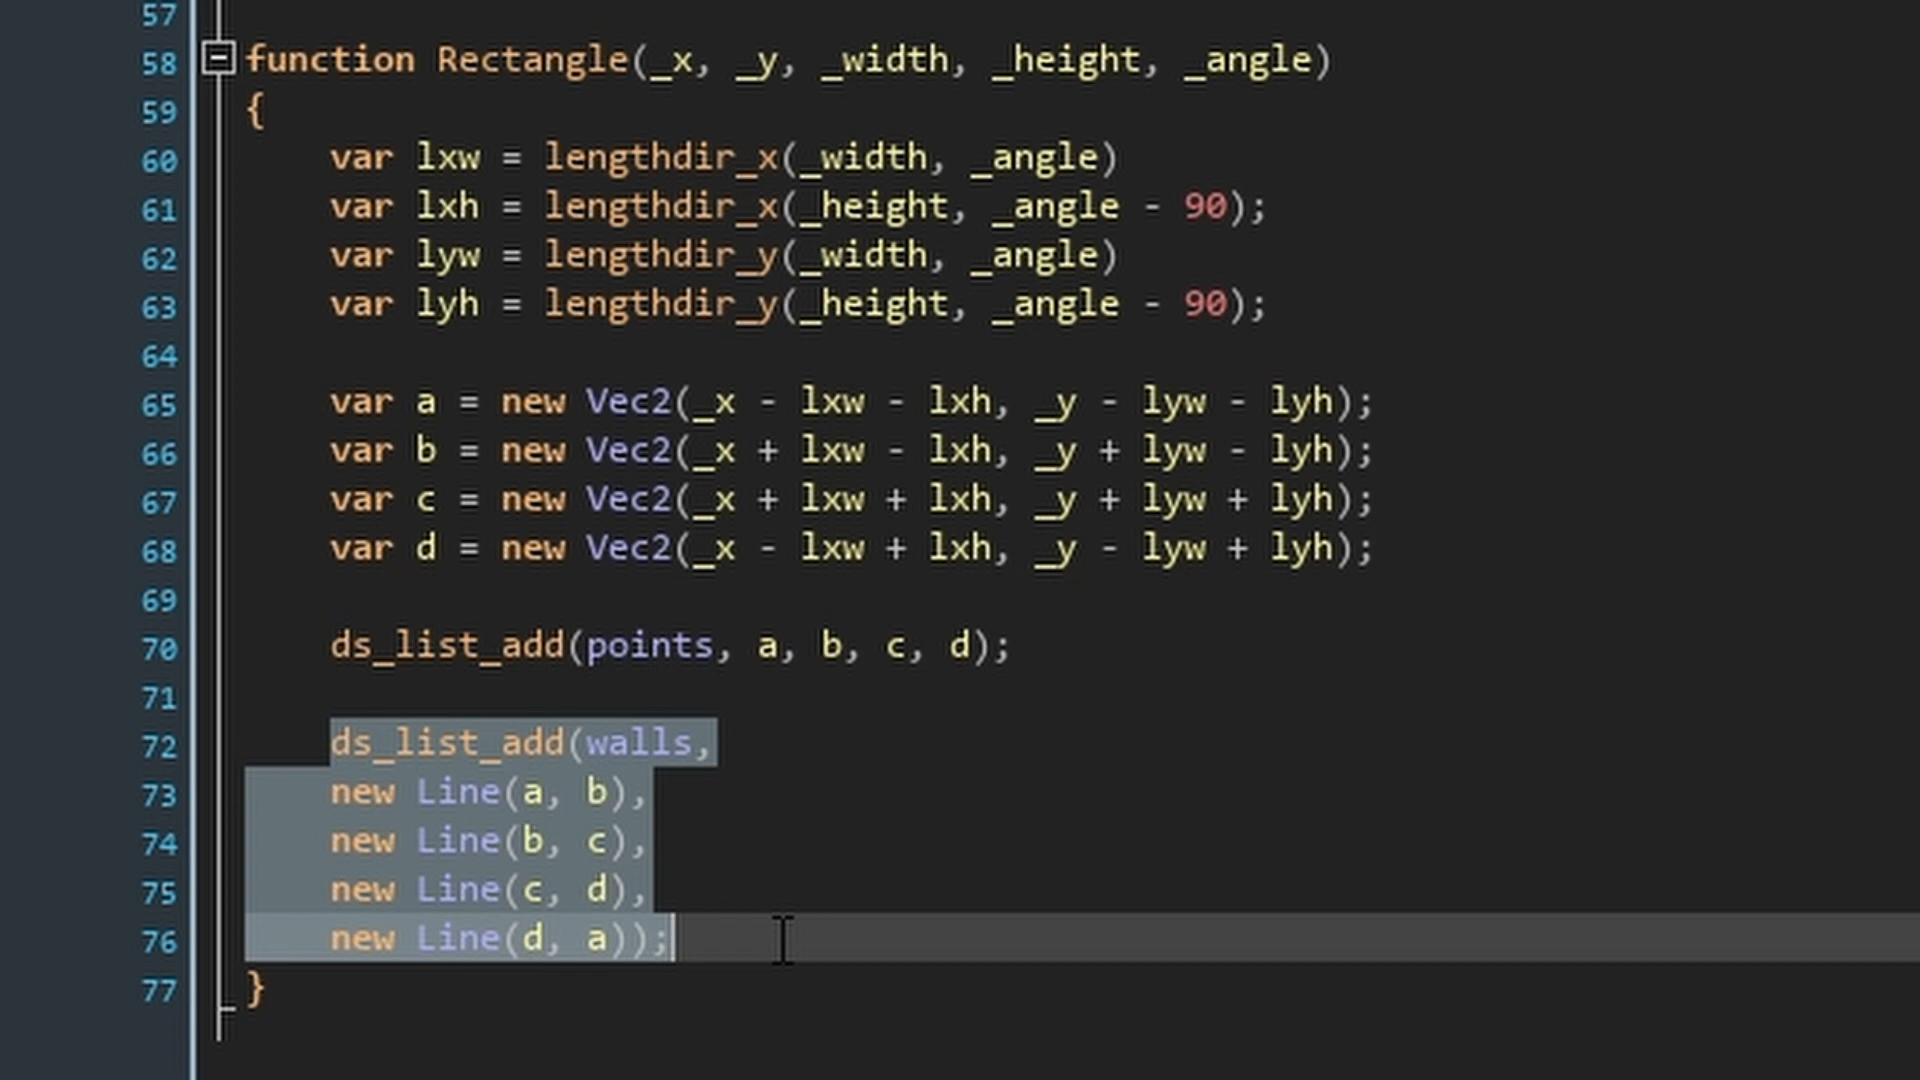 57
58 function Rectangle(_x, _y, _width, _height, _angle)
59 {
60 var lxw = lengthdir_x(_width, _angle)
61 var lxh = lengthdir_x(_height, _angle - 90);
62 var lyw = lengthdir_y(_width, _angle)
63 var lyh = lengthdir_y(_height, _angle - 90);
64
65 var a = new Vec2(_x - lxw - lxh, _y - lyw - lyh);
66 var b = new Vec2(_x + lxw - lxh, _y + lyw - lyh);
67 var c = new Vec2(_x + lxw + lxh, _y + lyw + lyh);
68 var d = new Vec2(_x - lxw + lxh, _y - lyw + lyh);
69
70 ds_list_add(points, a, b, c, d);
71
72 ds_list_add(walls,
73 new Line(a, b),
74 new Line(b, c),
75 new Line(c, d),
76 new Line(d, a));
77 }